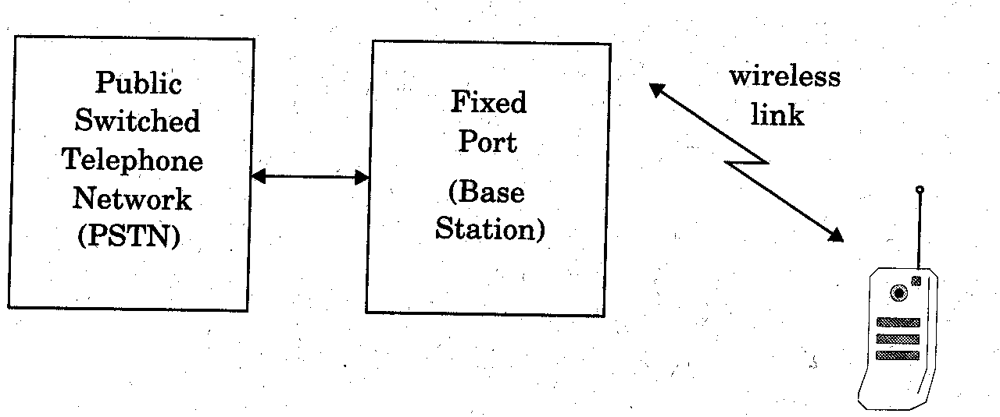 Public
Switched
Telephone
Network
(PSTN)
Fixed
Port
(Base
Station)
wireless
link